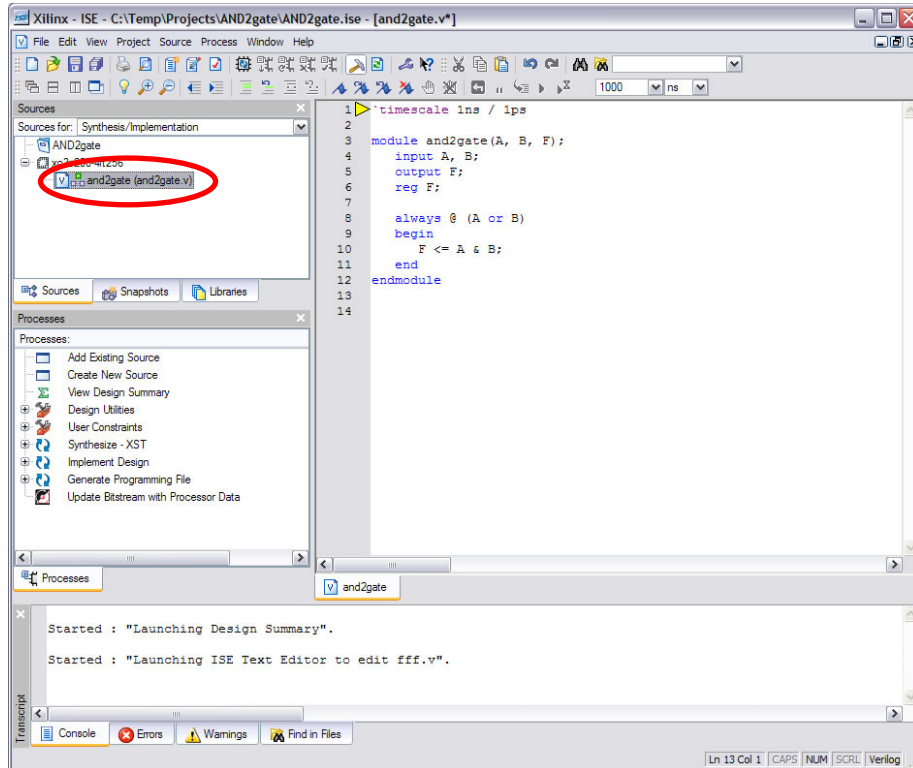 Xilinx - ISE - C:\Temp\Projects\AND2gate\AND2gate.ise - [and2gate.v*]
File Edit View Project Source Process Window Help
1000 ns
Sources
Sources for: Synthesis/Implementation
AND2gate
and2gate (and2gate.v)
Sources Snapshots Libraries
Processes
Processes:
Add Existing Source
Create New Source
View Design Summary
Design Utilities
User Constraints
Synthesize - XST
Implement Design
Generate Programming File
Update Bitstream with Processor Data
Processes
1 `timescale 1ns / 1ps
2
3 module and2gate(A, B, F);
4 input A, B;
5 output F;
6 reg F;
7
8 always @ (A or B)
9 begin
10 F <= A & B;
11 end
12 endmodule
13
14
and2gate
Started : "Launching Design Summary".
Started : "Launching ISE Text Editor to edit fff.v".
Transcript
Console Errors Warnings Find in Files
Ln 13 Col 1 CAPS NUM SCRL Verilog